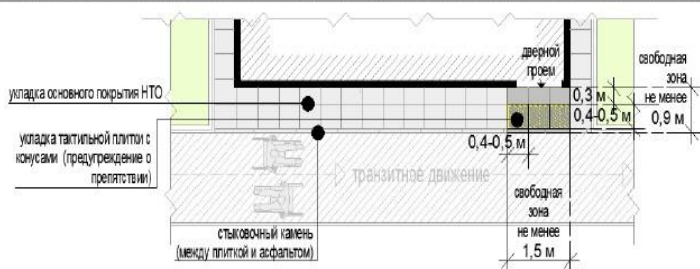 дверной
проем
свободная
зона
не менее
0,9 м
укладка основного покрытия НТО
0,3 м
0,4-0,5 м
укладка тактильной плитки с
конусами (предупреждение о
препятствии)
0,4-0,5 м
транзитное движение
свободная
зона
не менее
1,5 м
стыковочный камень
(между плиткой и асфальтом)